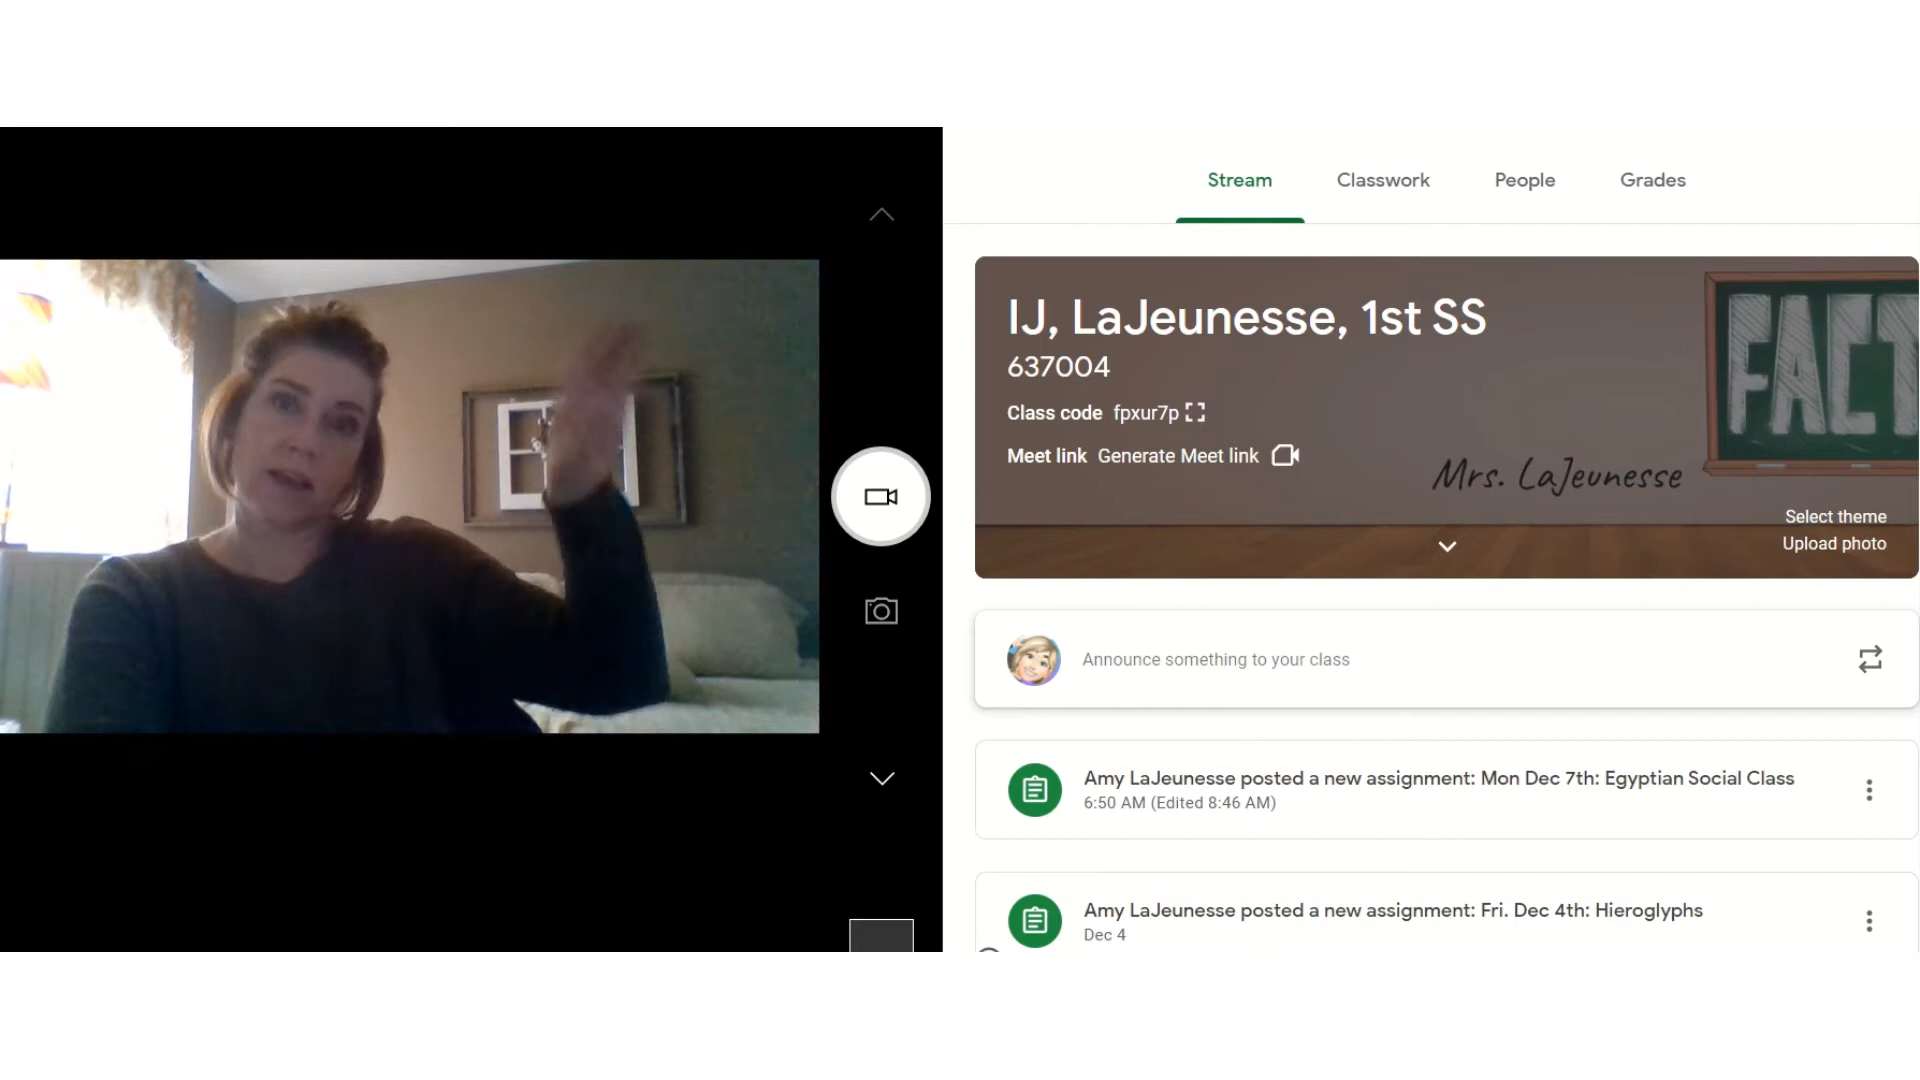 Stream
Classwork
People
Grades
IJ, LaJeunesse, 1st SS
637004
Class code fpxur7p
Meet link Generate Meet link
FACT
Mrs. LaJeunesse
Select theme
Upload photo
Announce something to your class
Amy LaJeunesse posted a new assignment: Mon Dec 7th: Egyptian Social Class
6:50 AM (Edited 8:46 AM)
Amy LaJeunesse posted a new assignment: Fri. Dec 4th: Hieroglyphs
Dec 4